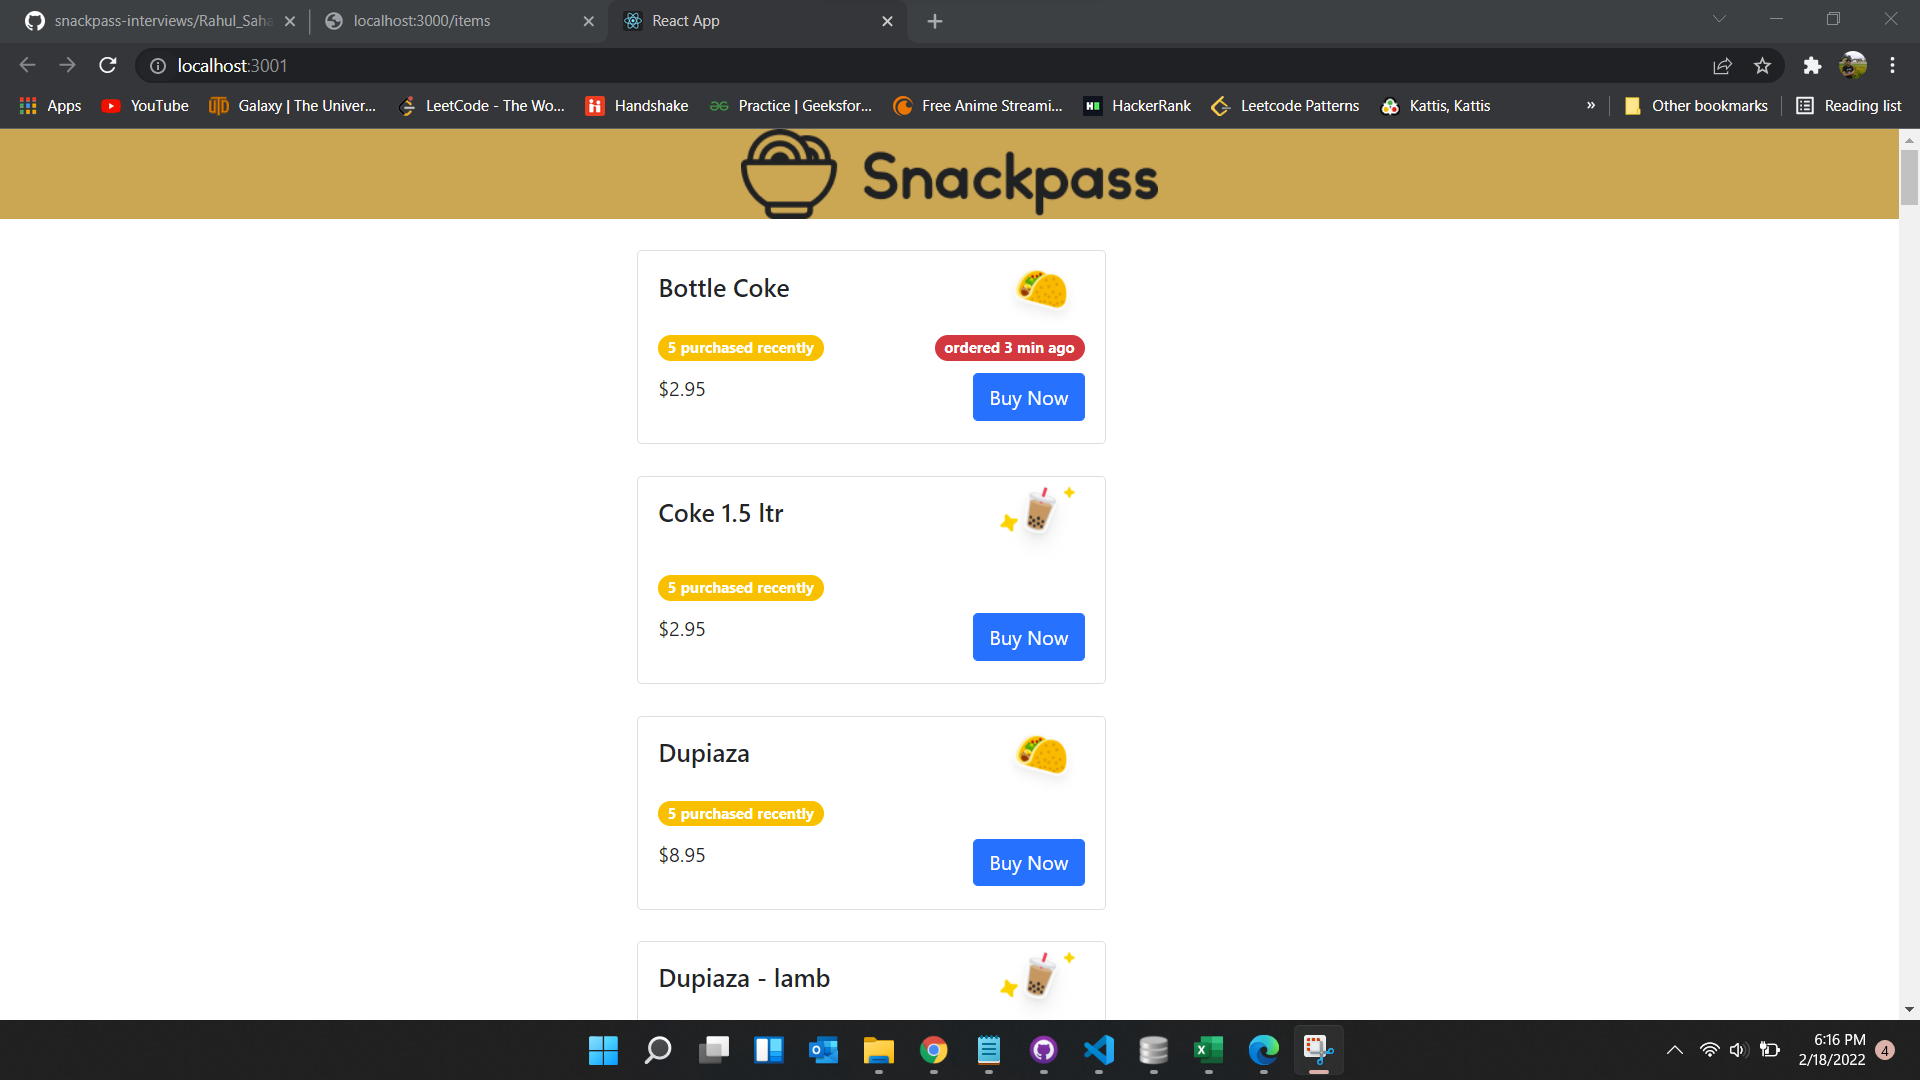 snackpass-interviews/Rahul_Saha
localhost:3000/items
React App
localhost:3001
Apps
YouTube
Galaxy | The Univer...
LeetCode - The Wo...
Handshake
Practice | Geeksfor...
Free Anime Streami...
HackerRank
Leetcode Patterns
Kattis, Kattis
»
Other bookmarks
Reading list
Snackpass
Bottle Coke
5 purchased recently
ordered 3 min ago
$2.95
Buy Now
Coke 1.5 ltr
5 purchased recently
$2.95
Buy Now
Dupiaza
5 purchased recently
$8.95
Buy Now
Dupiaza - lamb
6:16 PM
2/18/2022
4